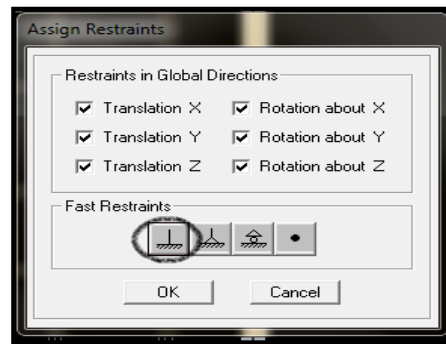 Assign Restraints
Restraints in Global Directions
Translation X Rotation about X
Translation Y Rotation about Y
Translation Z Rotation about Z
Fast Restraints
OK Cancel